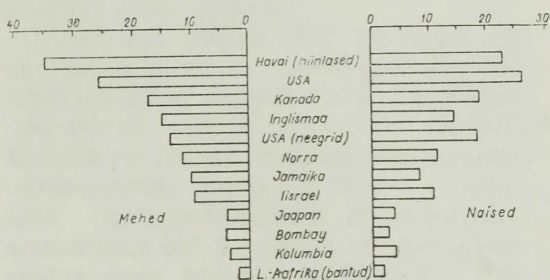 40 30 20 10 0 0 10 20 30
Havai (hiinlased)
USA
Kanada
Inglismaa
USA (neegrid)
Norra
Jamaika
Iisrael
Mehed Jaapan Naised
Bombay
Kolumbia
L.-Aafrika (bantud)